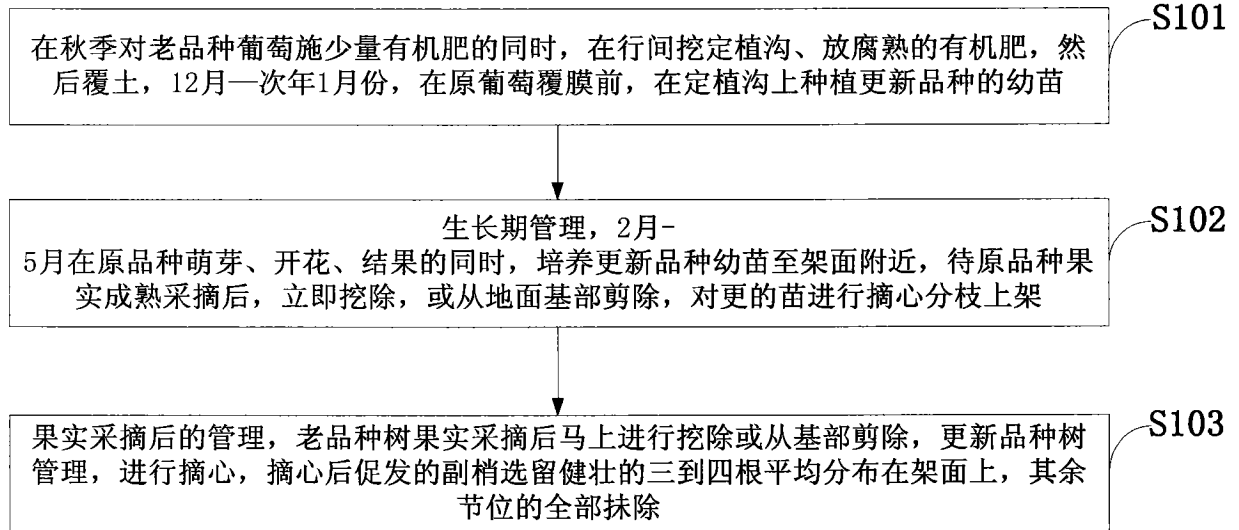 在秋季对老品种葡萄施少量有机肥的同时，在行间挖定植沟、放腐熟的有机肥，然
后覆土，12月—次年1月份，在原葡萄覆膜前，在定植沟上种植更新品种的幼苗
S101
生长期管理，2月-
5月在原品种萌芽、开花、结果的同时，培养更新品种幼苗至架面附近，待原品种果
实成熟采摘后，立即挖除，或从地面基部剪除，对更的苗进行摘心分枝上架
S102
果实采摘后的管理，老品种树果实采摘后马上进行挖除或从基部剪除，更新品种树
管理，进行摘心，摘心后促发的副梢选留健壮的三到四根平均分布在架面上，其余
节位的全部抹除
S103